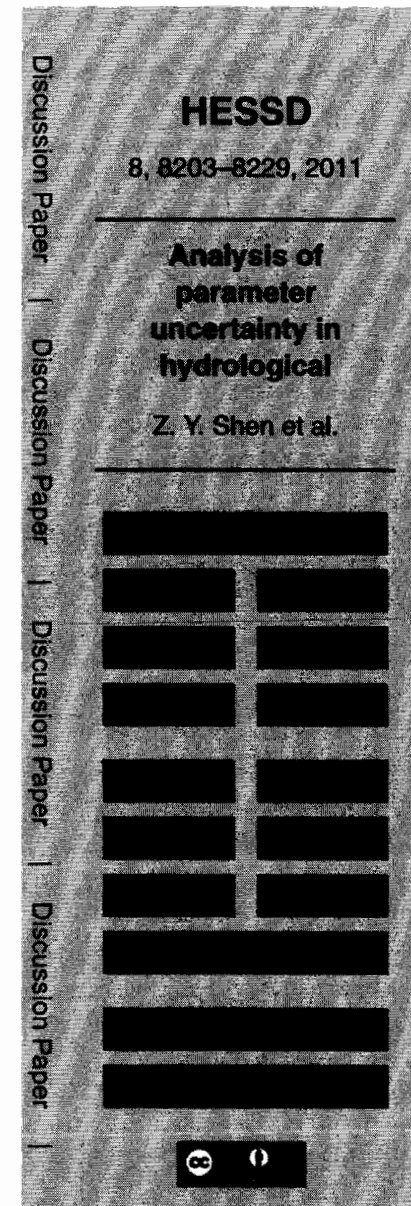 HESSD
8, 8203–8229, 2011
Analysis of
parameter
uncertainty in
hydrological
Z. Y. Shen et al.
Discussion Paper | Discussion Paper | Discussion Paper | Discussion Paper |